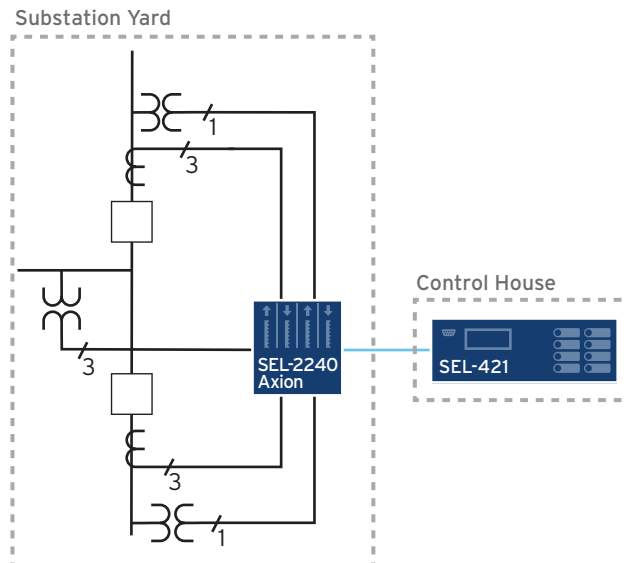 Substation Yard
1
3
3
Control House
SEL-2240
Axion
SEL-421
3
1